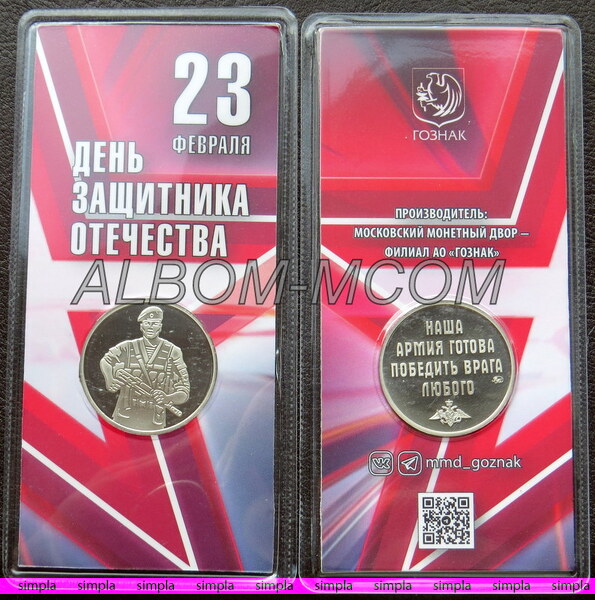 23
ФЕВРАЛЯ
ДЕНЬ
ЗАЩИТНИКА
ОТЕЧЕСТВА
ГОЗНАК
ПРОИЗВОДИТЕЛЬ:
МОСКОВСКИЙ МОНЕТНЫЙ ДВОР –
ФИЛИАЛ АО «ГОЗНАК»
ALBOM-MCOM
НАША
АРМИЯ ГОТОВА
ПОБЕДИТЬ ВРАГА
ЛЮБОГО
mmd_goznak
simpla simpla simpla simpla simpla simpla simpla simpla simpla simpla